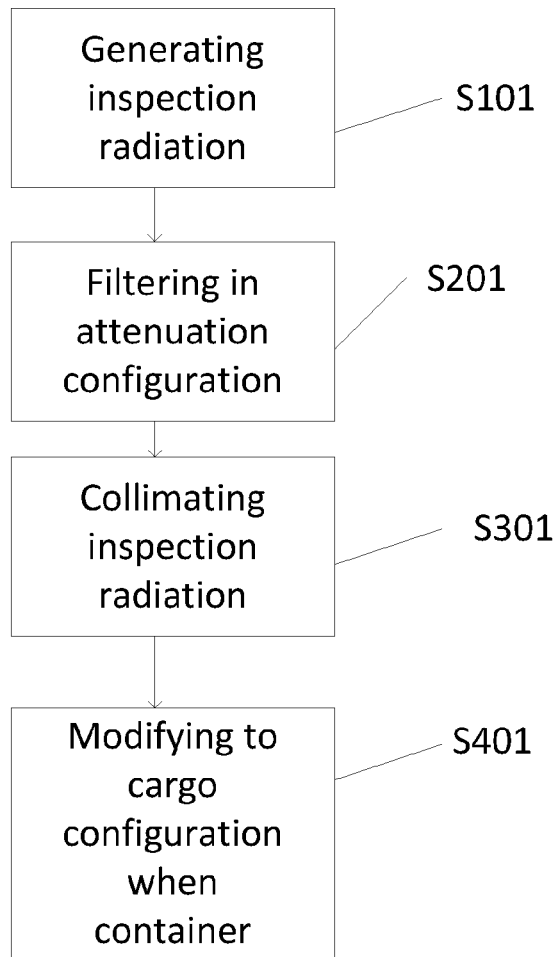 Generating
inspection
radiation
S101
Filtering in
attenuation
configuration
S201
Collimating
inspection
radiation
S301
Modifying to
cargo
configuration
when
container
S401